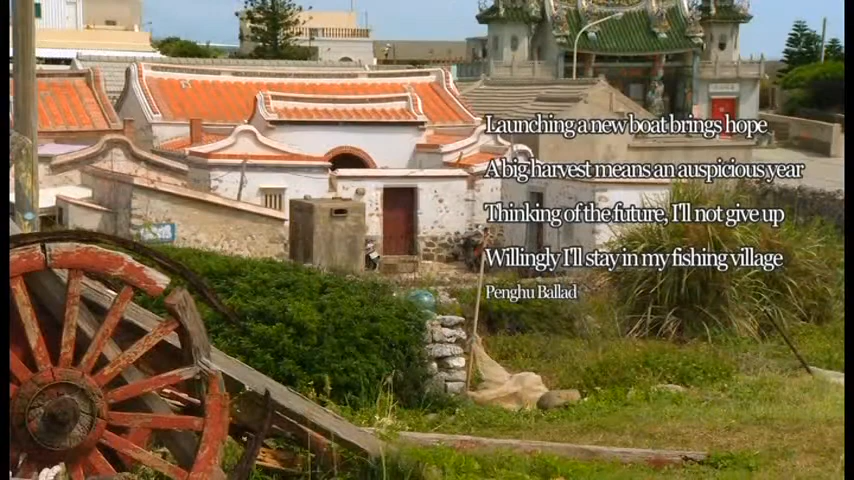 Launching a new boat brings hope
A big harvest means an auspicious year
Thinking of the future, I'll not give up
Willingly I'll stay in my fishing village
Penghu Ballad